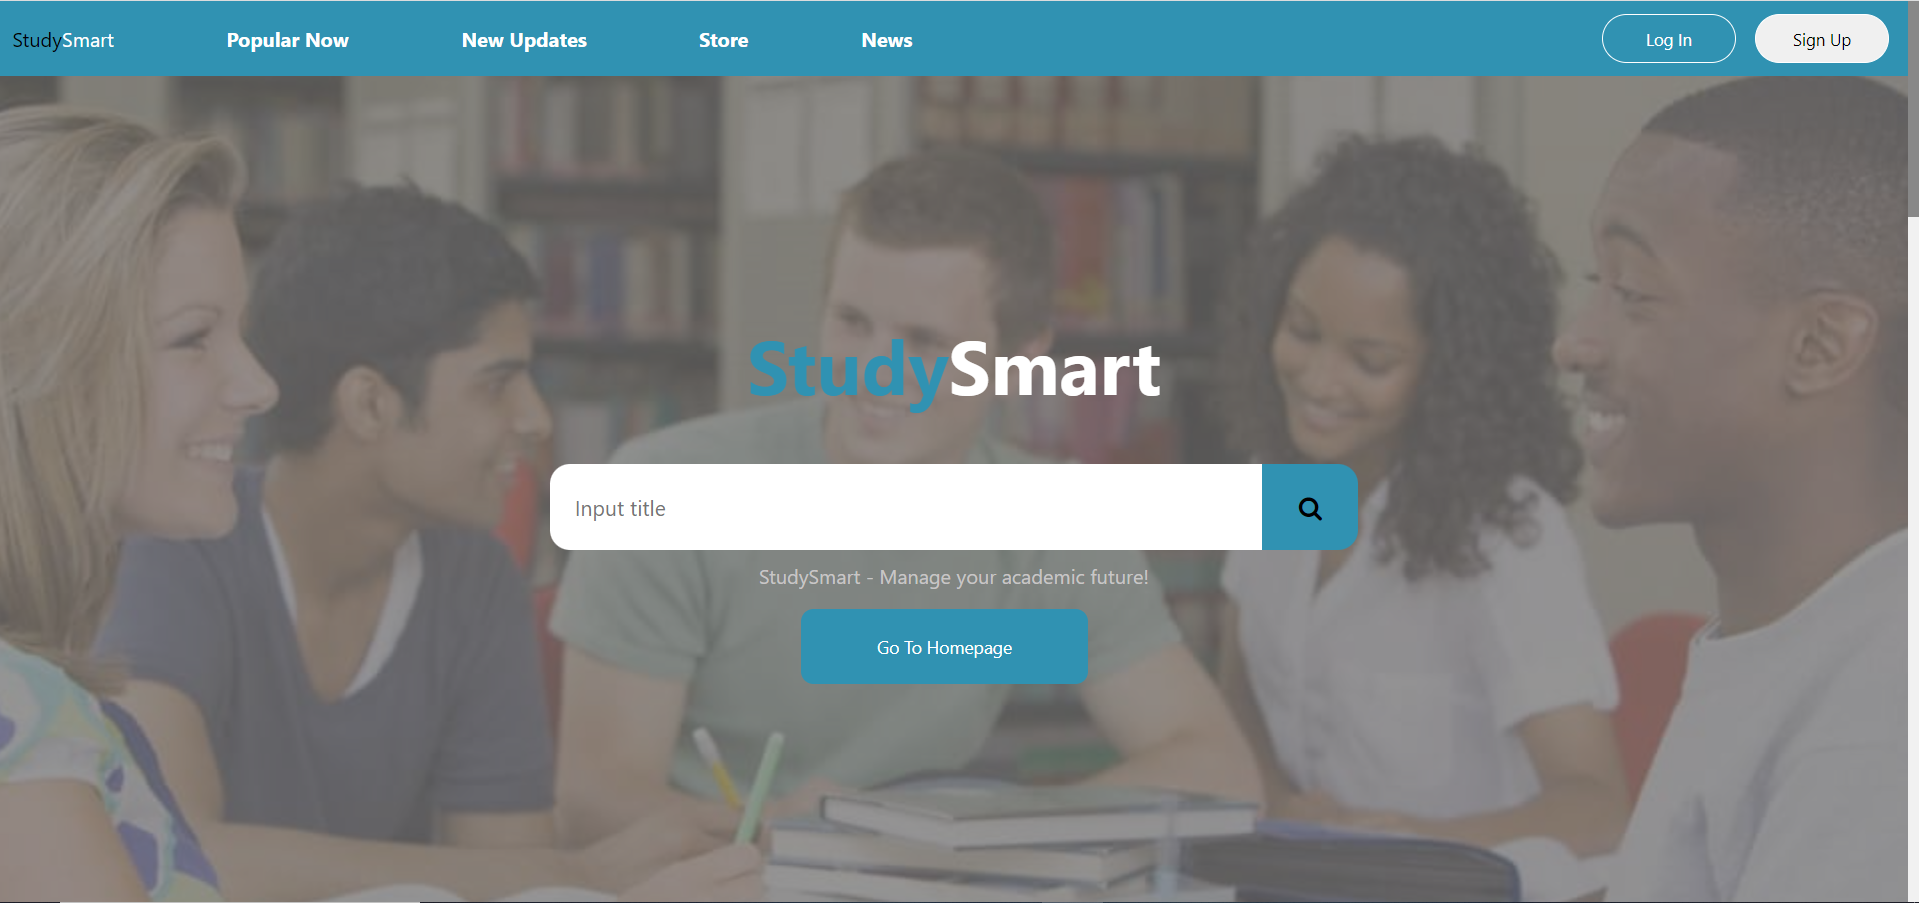 StudySmart Popular Now New Updates Store News Log In Sign Up
StudySmart
Input title
StudySmart - Manage your academic future!
Go To Homepage